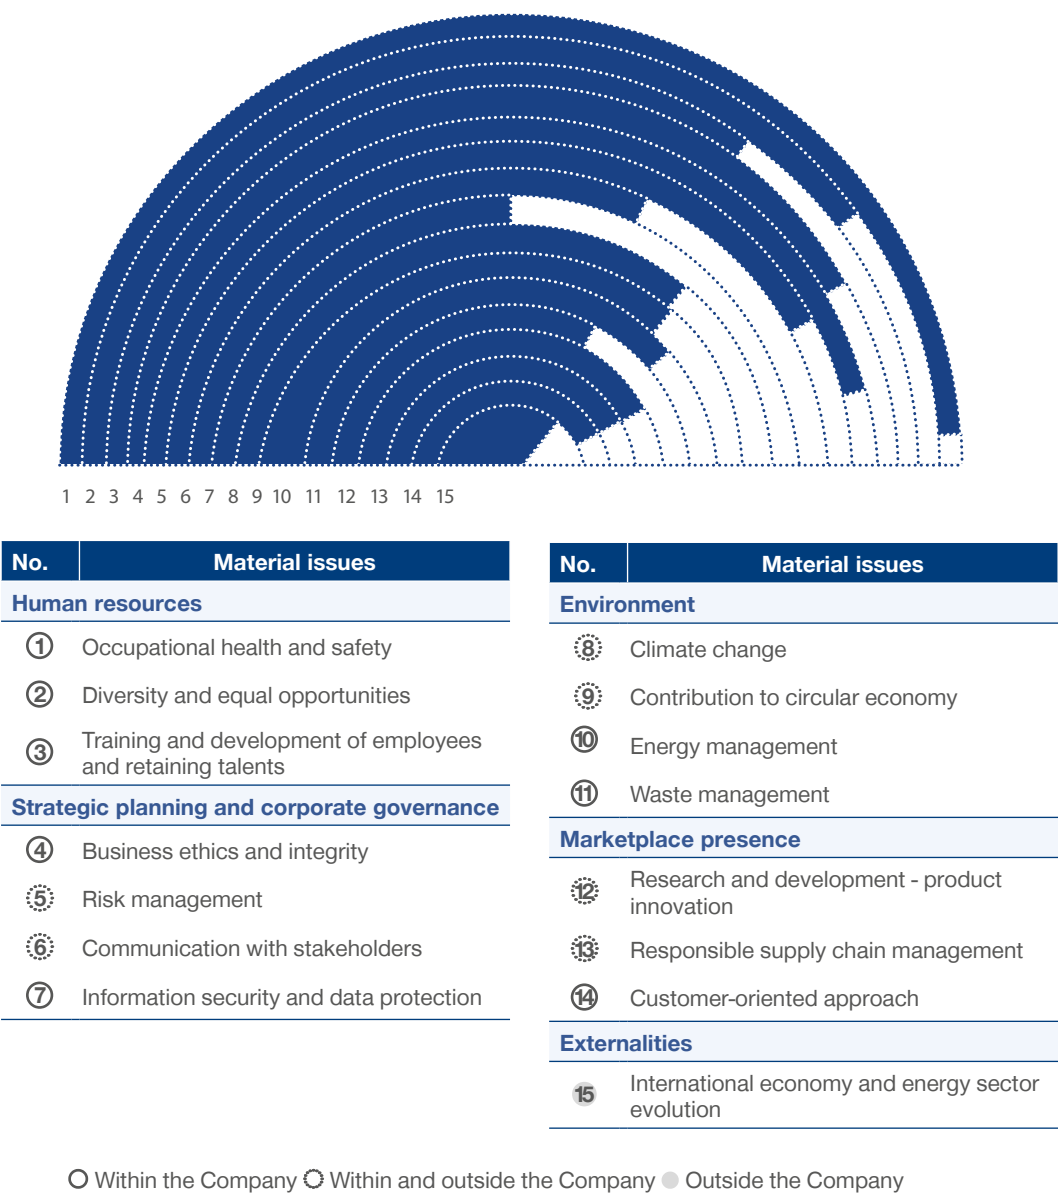 1 2 3 4 5 6 7 8 9 10 11 12 13 14 15
No. Material issues
Human resources
1 Occupational health and safety
2 Diversity and equal opportunities
3 Training and development of employees
and retaining talents
Strategic planning and corporate governance
4 Business ethics and integrity
5 Risk management
6 Communication with stakeholders
7 Information security and data protection
No. Material issues
Environment
8 Climate change
9 Contribution to circular economy
10 Energy management
11 Waste management
Marketplace presence
12 Research and development - product
innovation
13 Responsible supply chain management
14 Customer-oriented approach
Externalities
15 International economy and energy sector
evolution
Within the Company Within and outside the Company Outside the Company